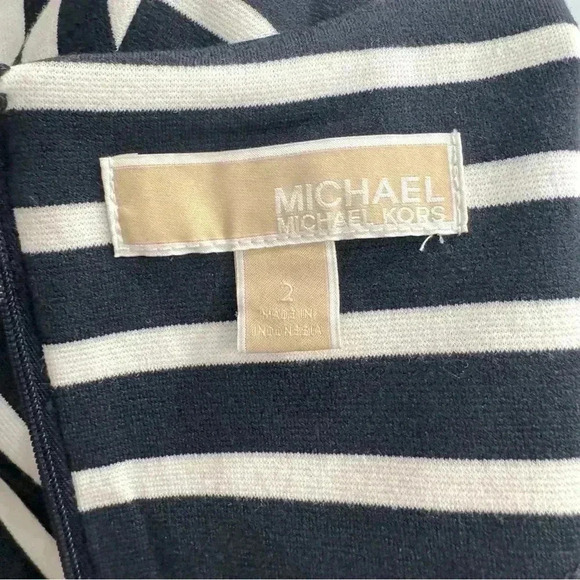 MICHAEL
MICHAEL KORS
2
MADE IN
INDONESIA